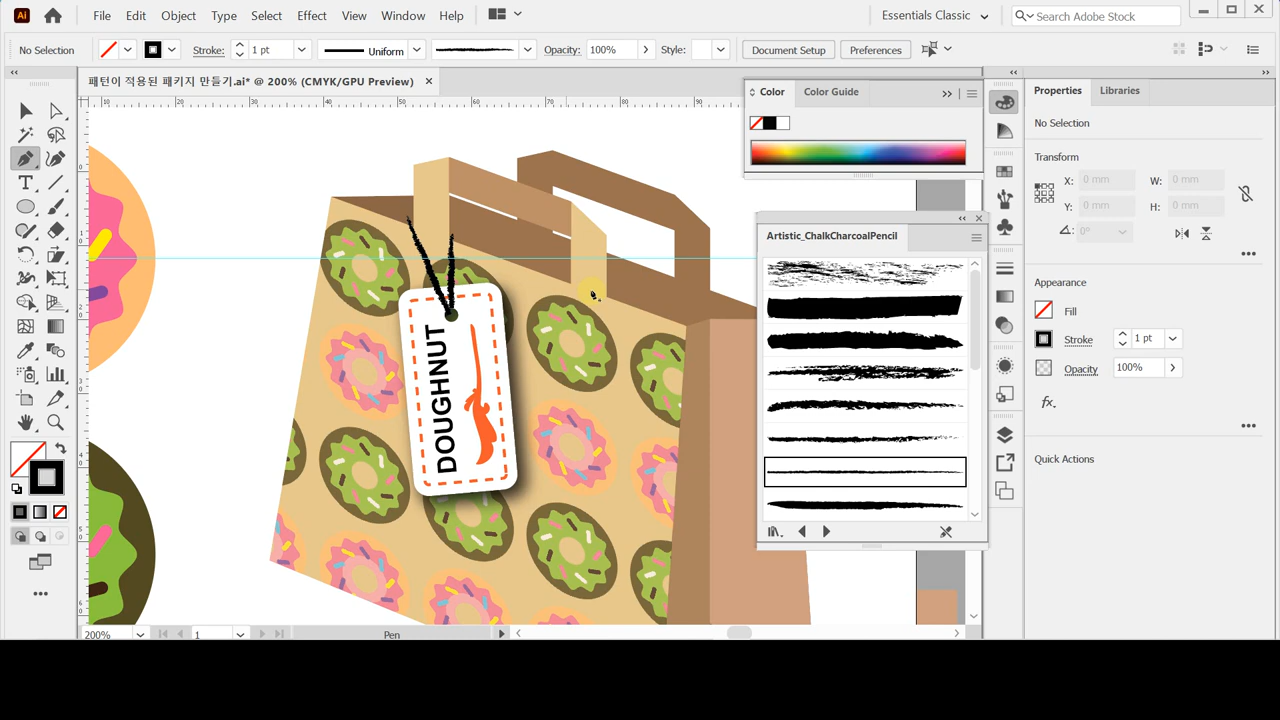 Ai File Edit Object Type Select Effect View Window Help Essentials Classic Search Adobe Stock
No Selection Stroke: 1 pt Uniform Opacity: 100% Style: Document Setup Preferences
패턴이 적용된 패키지 만들기.ai* @ 200% (CMYK/GPU Preview)
Color Color Guide
Properties Libraries
No Selection
Transform
X: 0 mm W: 0 mm
Y: 0 mm H: 0 mm
0°
Artistic_ChalkCharcoalPencil
Appearance
Fill
Stroke 1 pt
Opacity 100%
fx.
Quick Actions
DOUGHNUT
200% 1 Pen